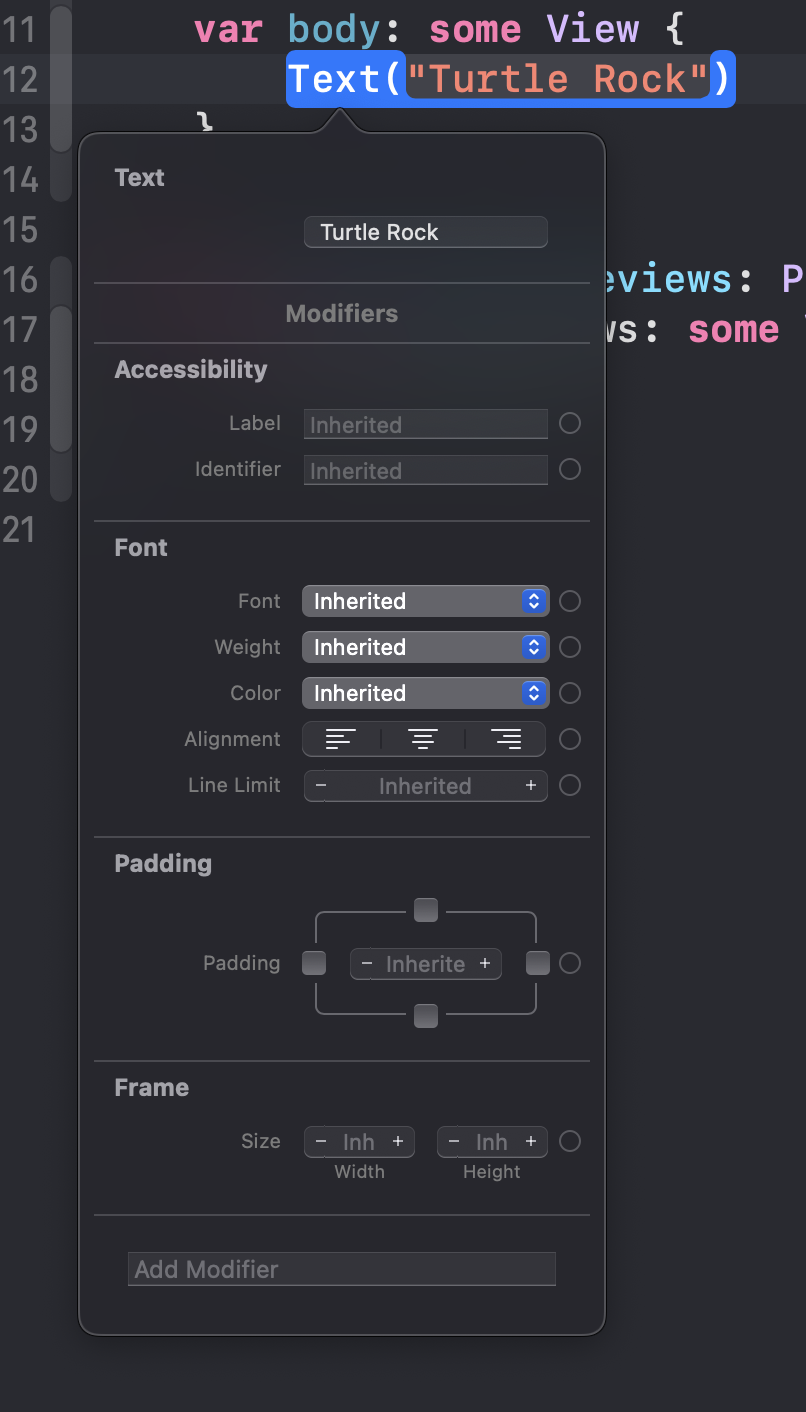 11 var body: some View {
12 Text("Turtle Rock")
13 }
14
15
16 eviews: P
17 ws: some
18
19
20
21
Text
Turtle Rock
Modifiers
Accessibility
Label Inherited
Identifier Inherited
Font
Font Inherited
Weight Inherited
Color Inherited
Alignment
Line Limit − Inherited +
Padding
Padding − Inherite +
Frame
Size − Inh + − Inh +
Width Height
Add Modifier